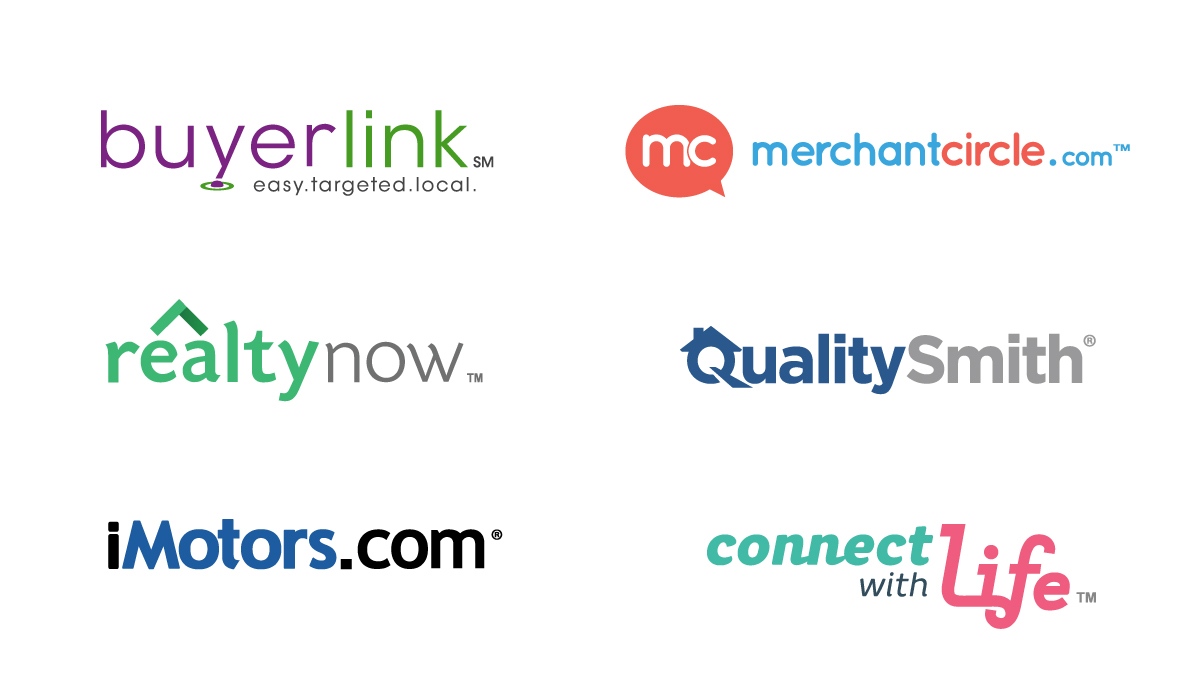 buyerlink SM
easy.targeted.local.
mc merchantcircle.com™
realtynow™
QualitySmith®
iMotors.com®
connect
with Life™